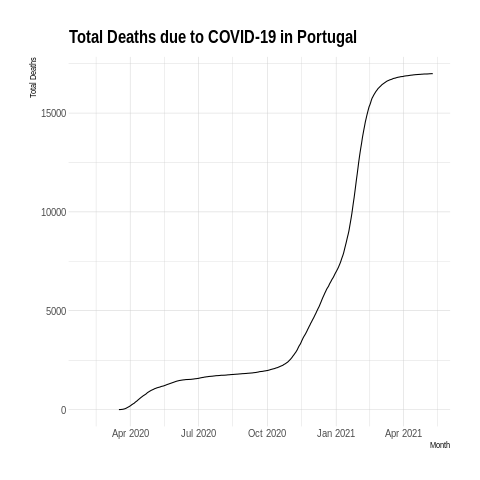 Total Deaths due to COVID-19 in Portugal
Total Deaths
15000
10000
5000
0
Apr 2020 Jul 2020 Oct 2020 Jan 2021 Apr 2021
Month